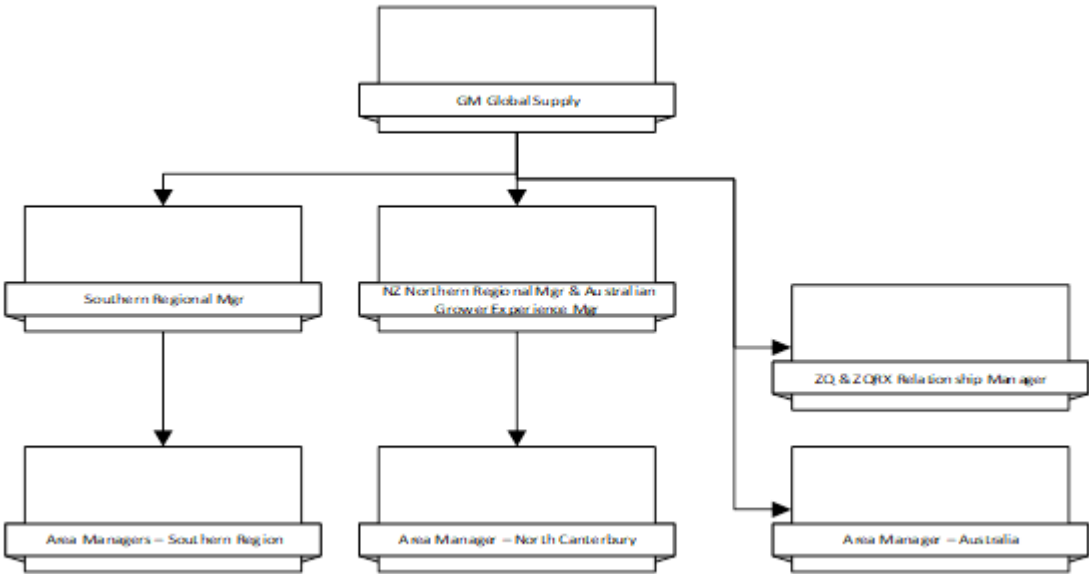 GM Global Supply
Southern Regional Mgr
NZ Northern Regional Mgr & Australian
Grower Experience Mgr
ZQ & ZQRX Relationship Manager
Area Managers – Southern Region
Area Manager – North Canterbury
Area Manager – Australia